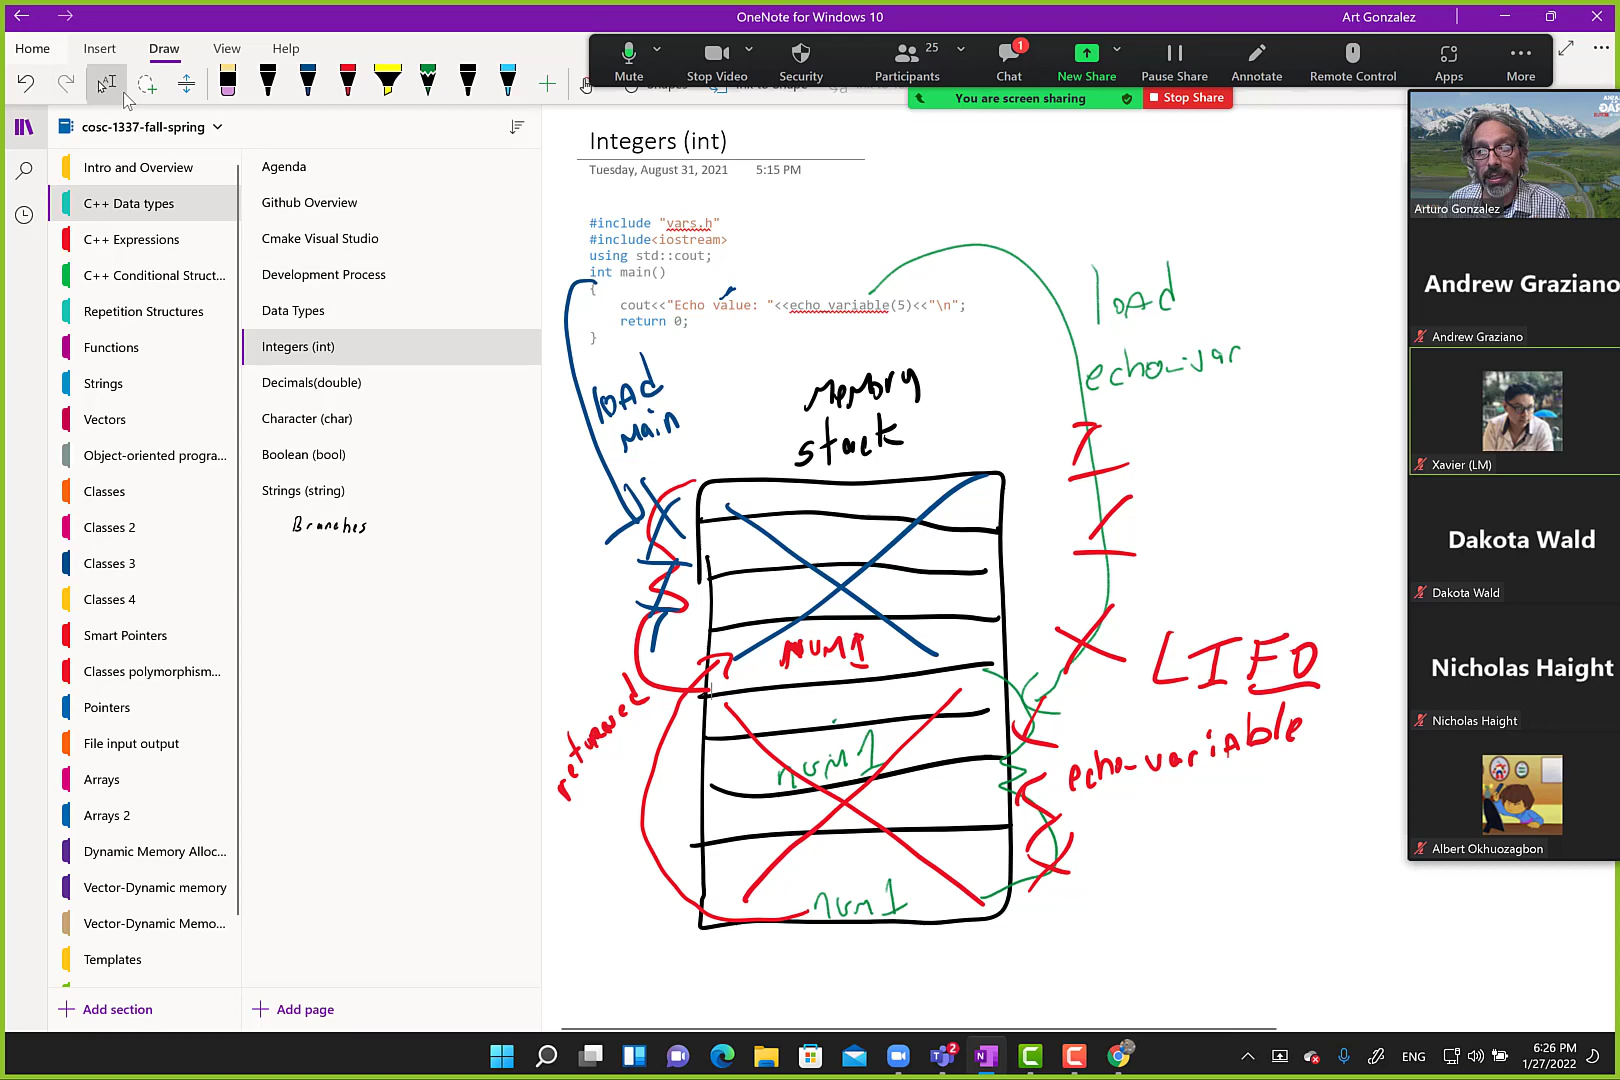 OneNote for Windows 10
Art Gonzalez
Home
Insert
Draw
View
Help
Mute
Stop Video
Security
25
Participants
1
Chat
New Share
Pause Share
Annotate
Remote Control
Apps
More
You are screen sharing
Stop Share
cosc-1337-fall-spring
Intro and Overview
C++ Data types
C++ Expressions
C++ Conditional Struct...
Repetition Structures
Functions
Strings
Vectors
Object-oriented progra...
Classes
Classes 2
Classes 3
Classes 4
Smart Pointers
Classes polymorphism...
Pointers
File input output
Arrays
Arrays 2
Dynamic Memory Alloc...
Vector-Dynamic memory
Vector-Dynamic Memo...
Templates
Add section
Agenda
Github Overview
Cmake Visual Studio
Development Process
Data Types
Integers (int)
Decimals(double)
Character (char)
Boolean (bool)
Strings (string)
Branches
Add page
Integers (int)
Tuesday, August 31, 2021 5:15 PM
#include "vars.h"
#include<iostream>
using std::cout;
int main()
{
cout<<"Echo value: "<<echo_variable(5)<<"\n";
return 0;
}
load
echo-var
load
main
memory
stack
num1
returned
num1
num1
LIFO
echo-variable
Arturo Gonzalez
Andrew Graziano
Andrew Graziano
Xavier (LM)
Dakota Wald
Dakota Wald
Nicholas Haight
Nicholas Haight
Albert Okhuozagbon
2
ENG
6:26 PM
1/27/2022